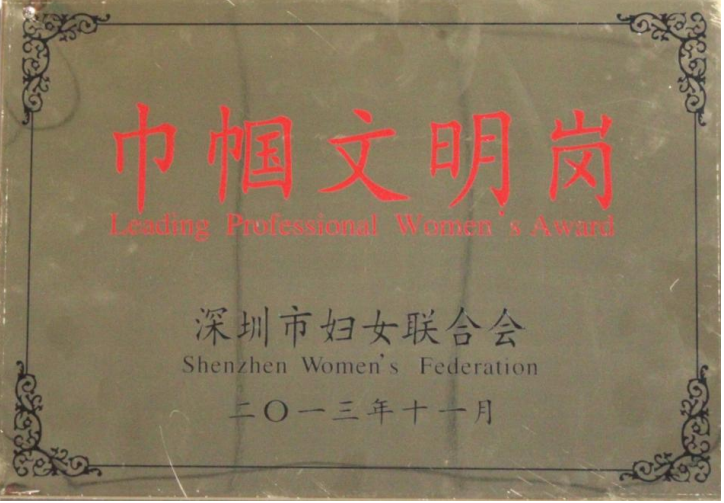 巾帼文明岗
Leading Professional Women's Award
深圳市妇女联合会
Shenzhen Women's Federation
二〇一三年十一月